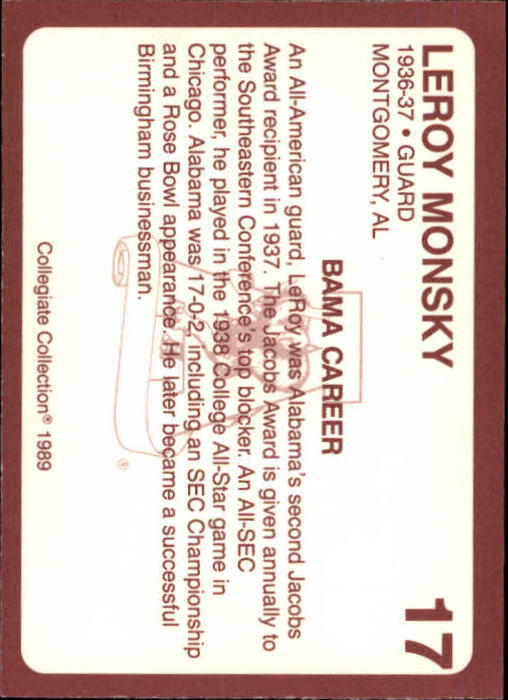 LEROY MONSKY
17
1936-37 • GUARD
MONTGOMERY, AL
BAMA CAREER
An All-American guard, LeRoy was Alabama's second Jacobs
Award recipient in 1937. The Jacobs Award is given annually to
the Southeastern Conference's top blocker. An All-SEC
performer, he played in the 1938 College All-Star game in
Chicago. Alabama was 17-0-2, including an SEC Championship
and a Rose Bowl appearance. He later became a successful
Birmingham businessman.
Collegiate Collection® 1989
®